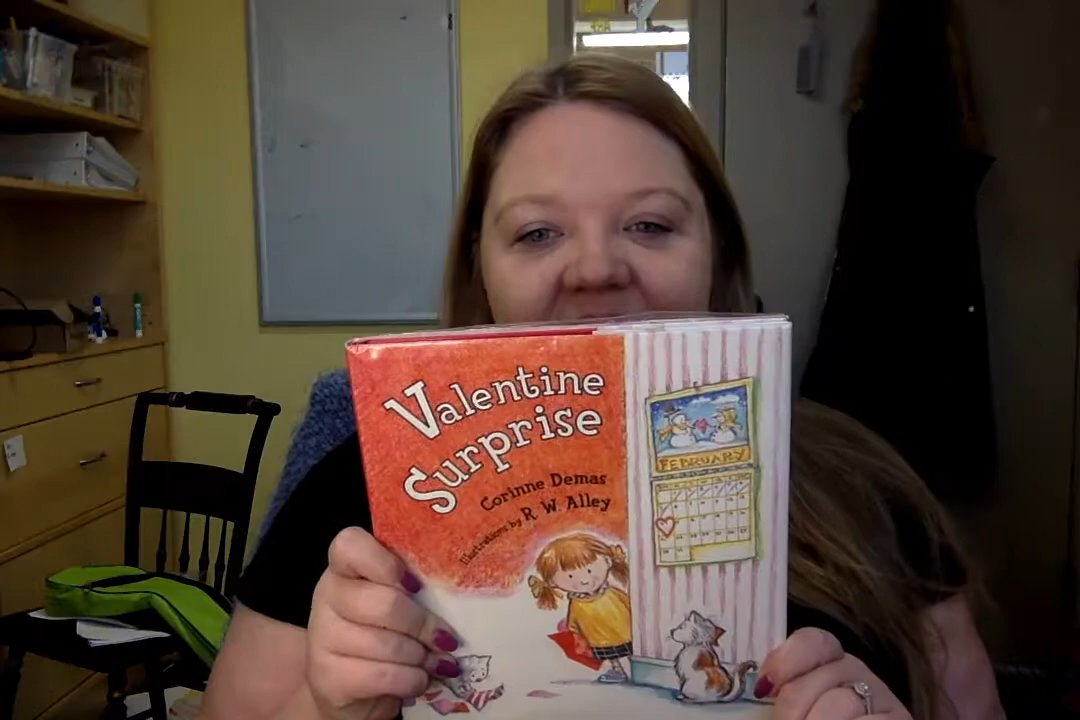 Valentine
Surprise
Corinne Demas
Illustrations by R. W. Alley
FEBRUARY